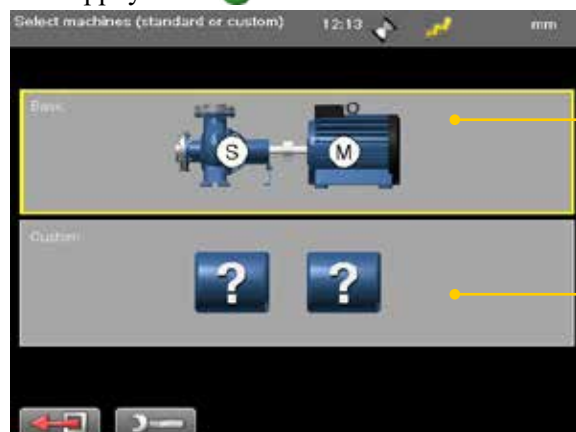 Select machines (standard or custom) 12:13 mm
Basic
S M
Custom
? ?